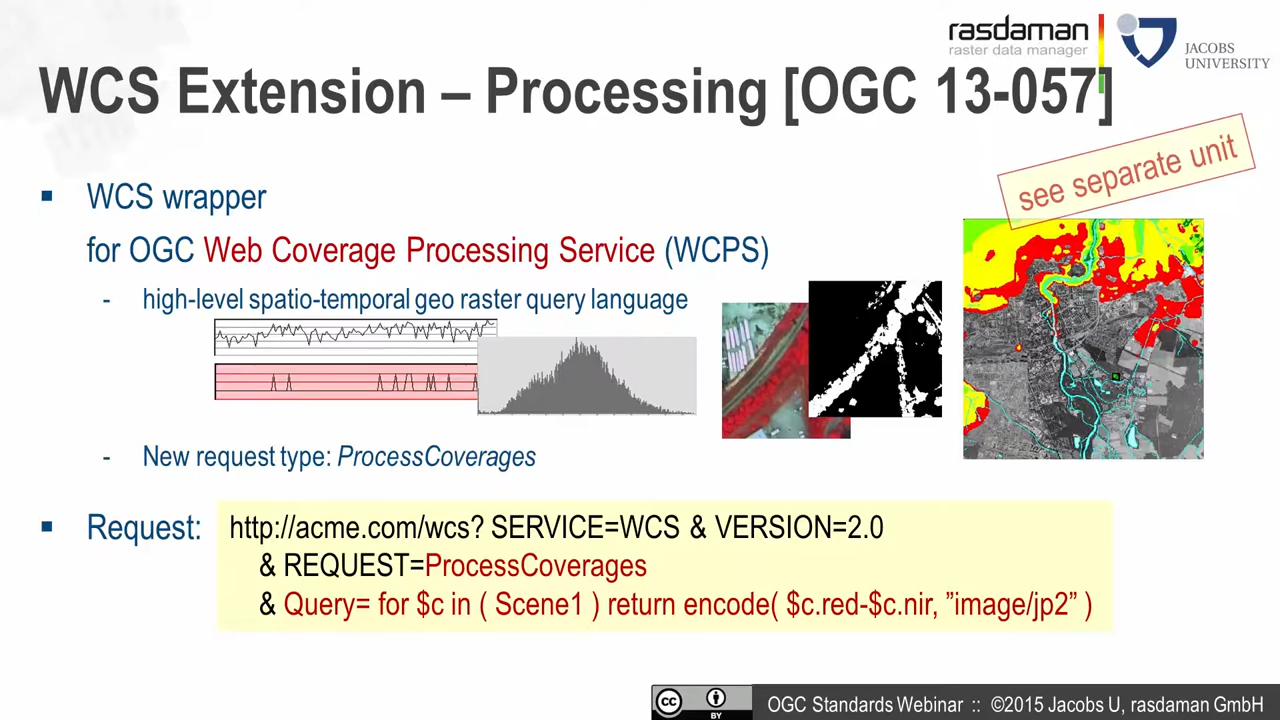 rasdaman
raster data manager
JACOBS
UNIVERSITY
WCS Extension – Processing [OGC 13-057]
see separate unit
▪ WCS wrapper
for OGC Web Coverage Processing Service (WCPS)
- high-level spatio-temporal geo raster query language
- New request type: ProcessCoverages
▪ Request: http://acme.com/wcs? SERVICE=WCS & VERSION=2.0
& REQUEST=ProcessCoverages
& Query= for $c in ( Scene1 ) return encode( $c.red-$c.nir, ”image/jp2” )
cc BY OGC Standards Webinar :: ©2015 Jacobs U, rasdaman GmbH